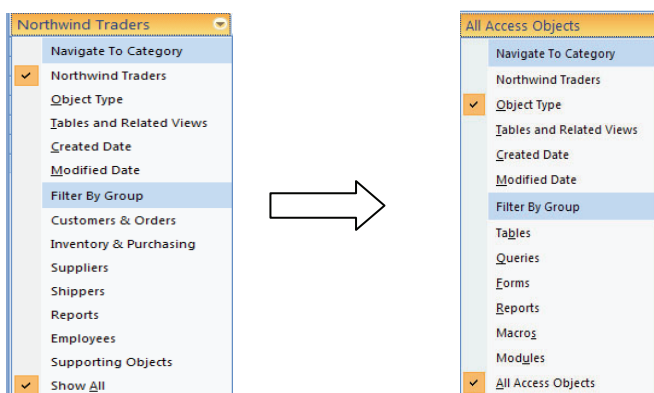 Northwind Traders
Navigate To Category
Northwind Traders
Object Type
Tables and Related Views
Created Date
Modified Date
Filter By Group
Customers & Orders
Inventory & Purchasing
Suppliers
Shippers
Reports
Employees
Supporting Objects
Show All
All Access Objects
Navigate To Category
Northwind Traders
Object Type
Tables and Related Views
Created Date
Modified Date
Filter By Group
Tables
Queries
Forms
Reports
Macros
Modules
All Access Objects